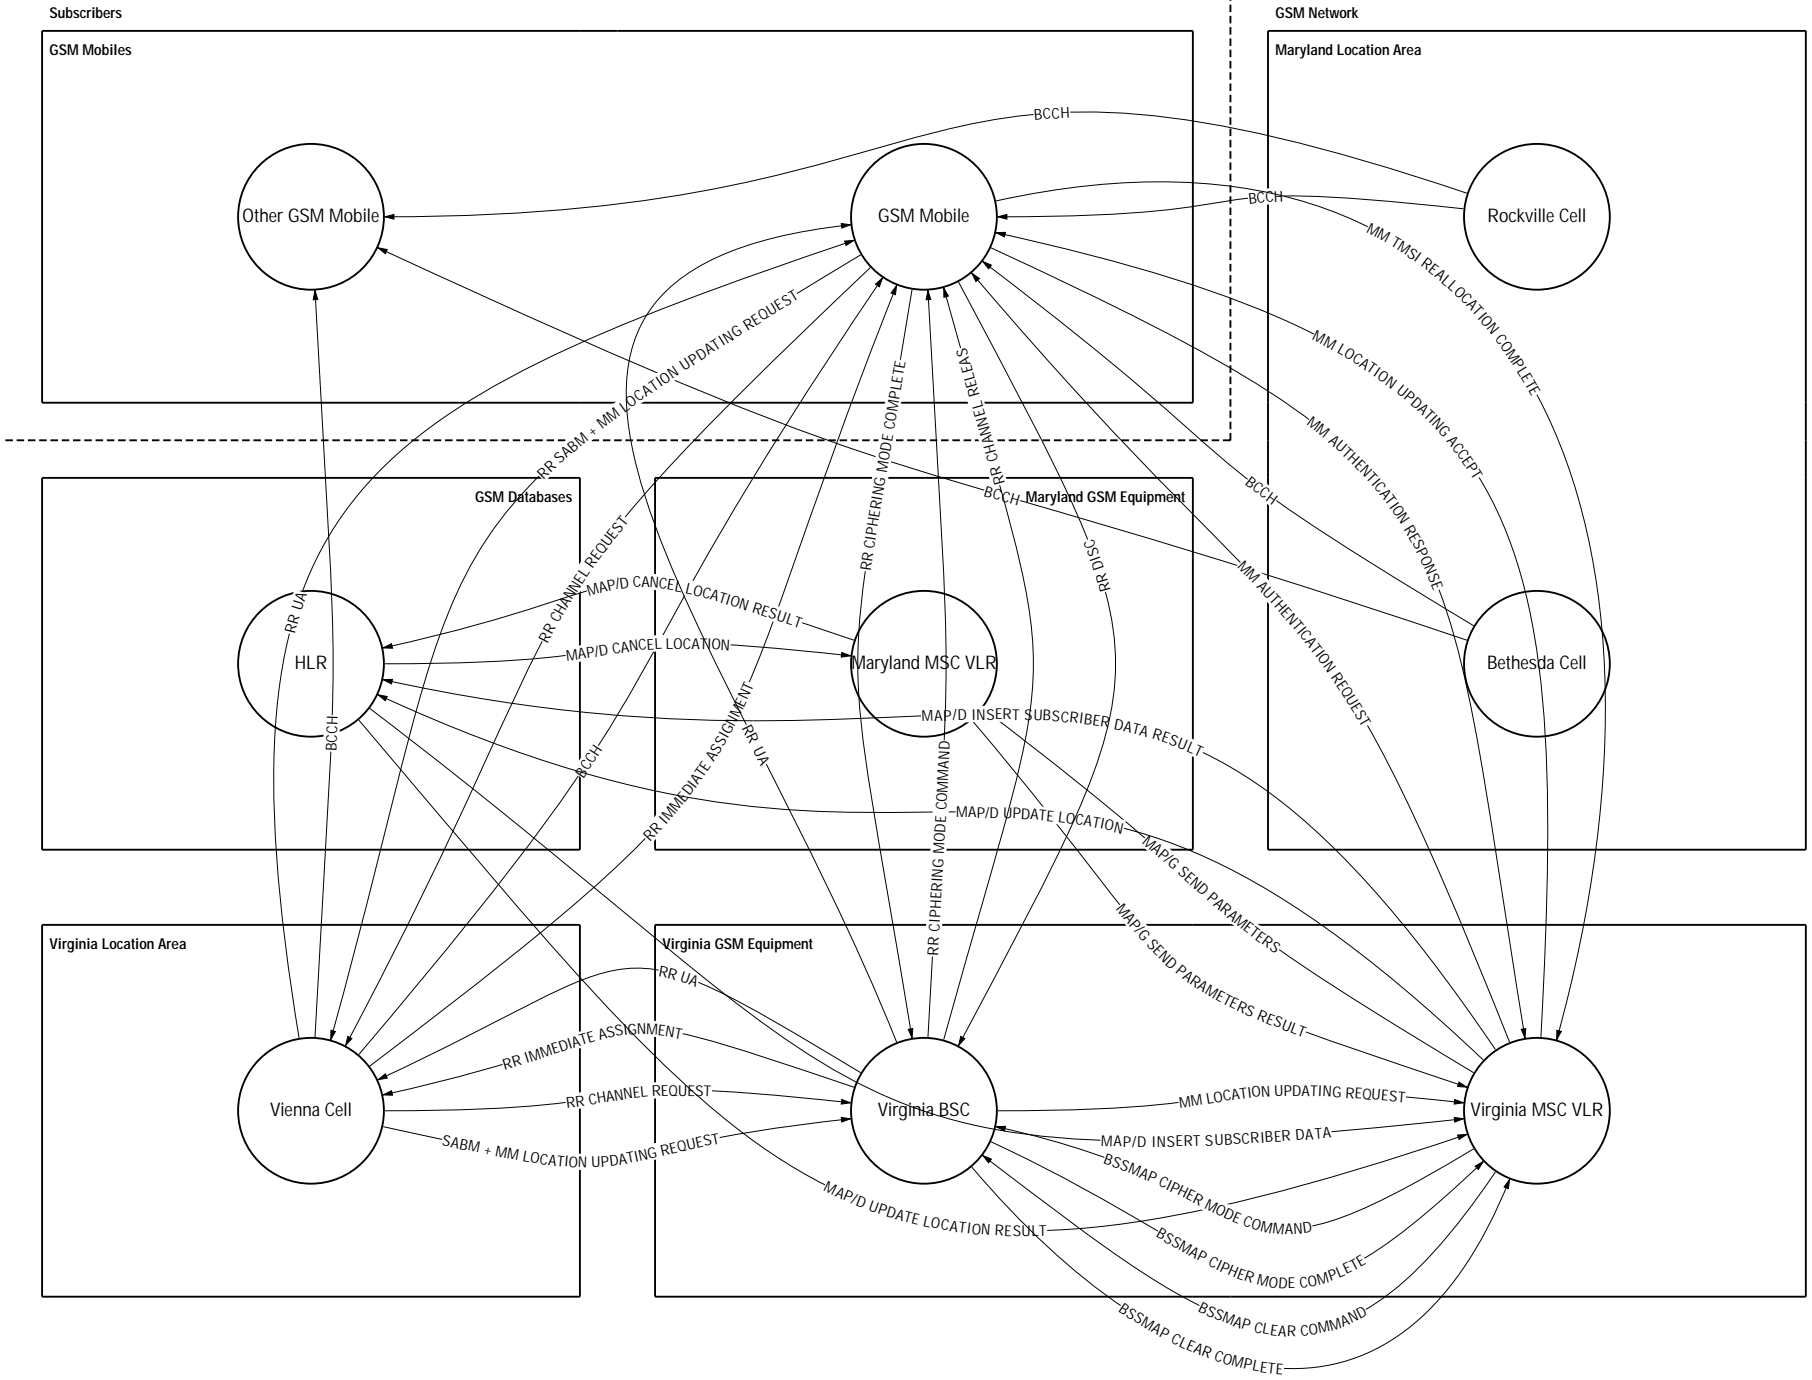 Subscribers
GSM Network
GSM Mobiles
Maryland Location Area
BCCH
Other GSM Mobile
GSM Mobile
BCCH
Rockville Cell
MM TMSI REALLOCATION COMPLETE
RR SABM + MM LOCATION UPDATING REQUEST
RR CIPHERING MODE COMPLETE
RR CHANNEL RELEAS
MM LOCATION UPDATING ACCEPT
MM AUTHENTICATION RESPONSE
GSM Databases
BCCH
Maryland GSM Equipment
BCCH
RR CHANNEL REQUEST
RR DISC
MM AUTHENTICATION REQUEST
RR UA
MAP/D CANCEL LOCATION RESULT
MAP/D CANCEL LOCATION
HLR
Maryland MSC VLR
Bethesda Cell
BCCH
BCCH
RR IMMEDIATE ASSIGNMENT
RR UA
MAP/D INSERT SUBSCRIBER DATA RESULT
RR CIPHERING MODE COMMAND
MAP/D UPDATE LOCATION
MAP/G SEND PARAMETERS
MAP/G SEND PARAMETERS RESULT
Virginia Location Area
Virginia GSM Equipment
RR UA
RR IMMEDIATE ASSIGNMENT
RR CHANNEL REQUEST
MM LOCATION UPDATING REQUEST
Vienna Cell
Virginia BSC
Virginia MSC VLR
SABM + MM LOCATION UPDATING REQUEST
MAP/D INSERT SUBSCRIBER DATA
BSSMAP CIPHER MODE COMMAND
MAP/D UPDATE LOCATION RESULT
BSSMAP CIPHER MODE COMPLETE
BSSMAP CLEAR COMMAND
BSSMAP CLEAR COMPLETE